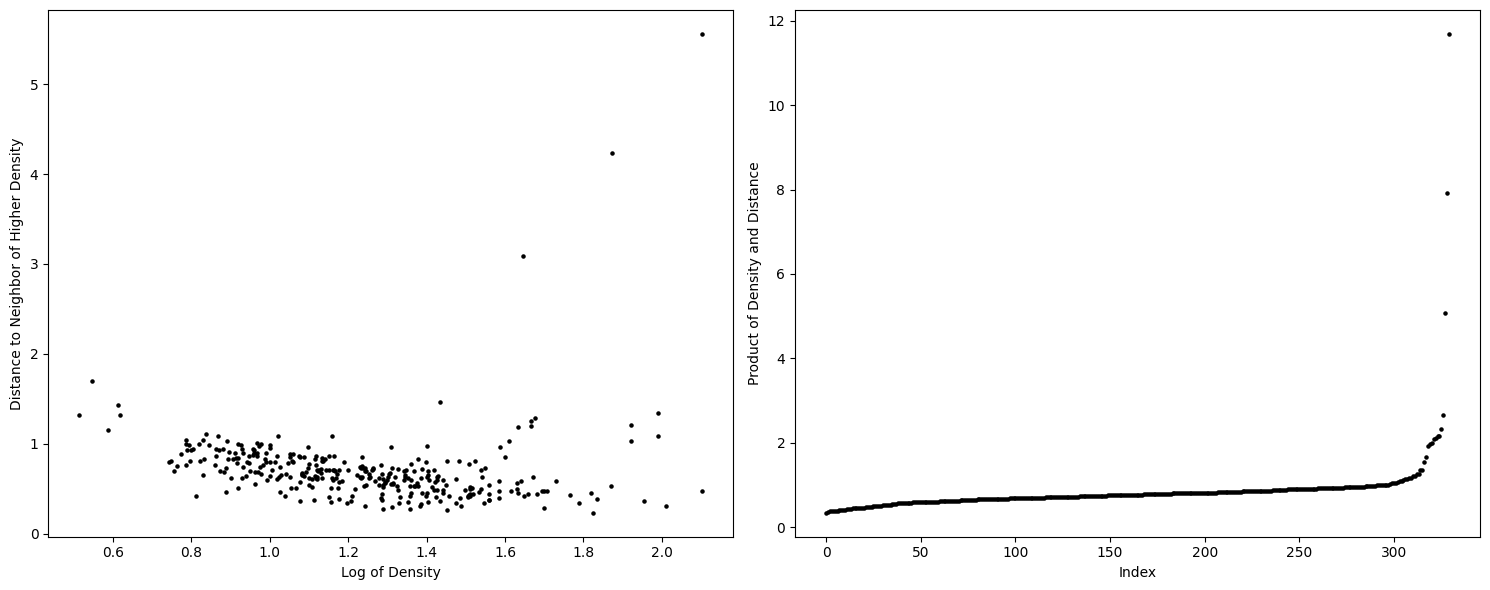 Distance to Neighbor of Higher Density
5
4
3
2
1
0
0.6 0.8 1.0 1.2 1.4 1.6 1.8 2.0
Log of Density
Product of Density and Distance
12
10
8
6
4
2
0
0 50 100 150 200 250 300
Index